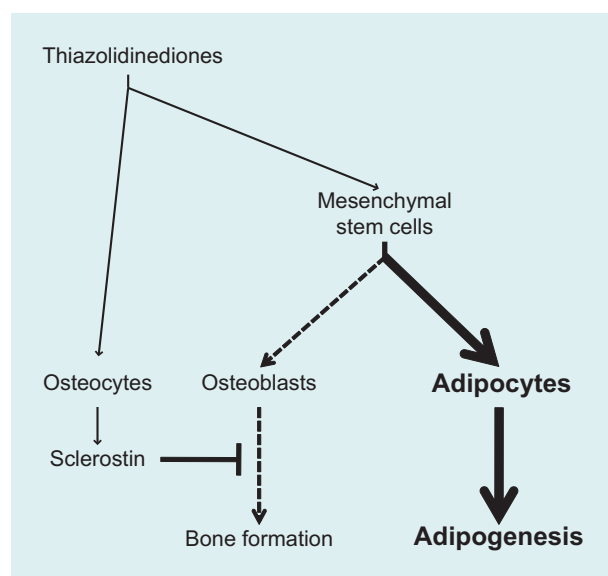 Thiazolidinediones
Mesenchymal
stem cells
Osteocytes
Osteoblasts
Adipocytes
Sclerostin
Bone formation
Adipogenesis